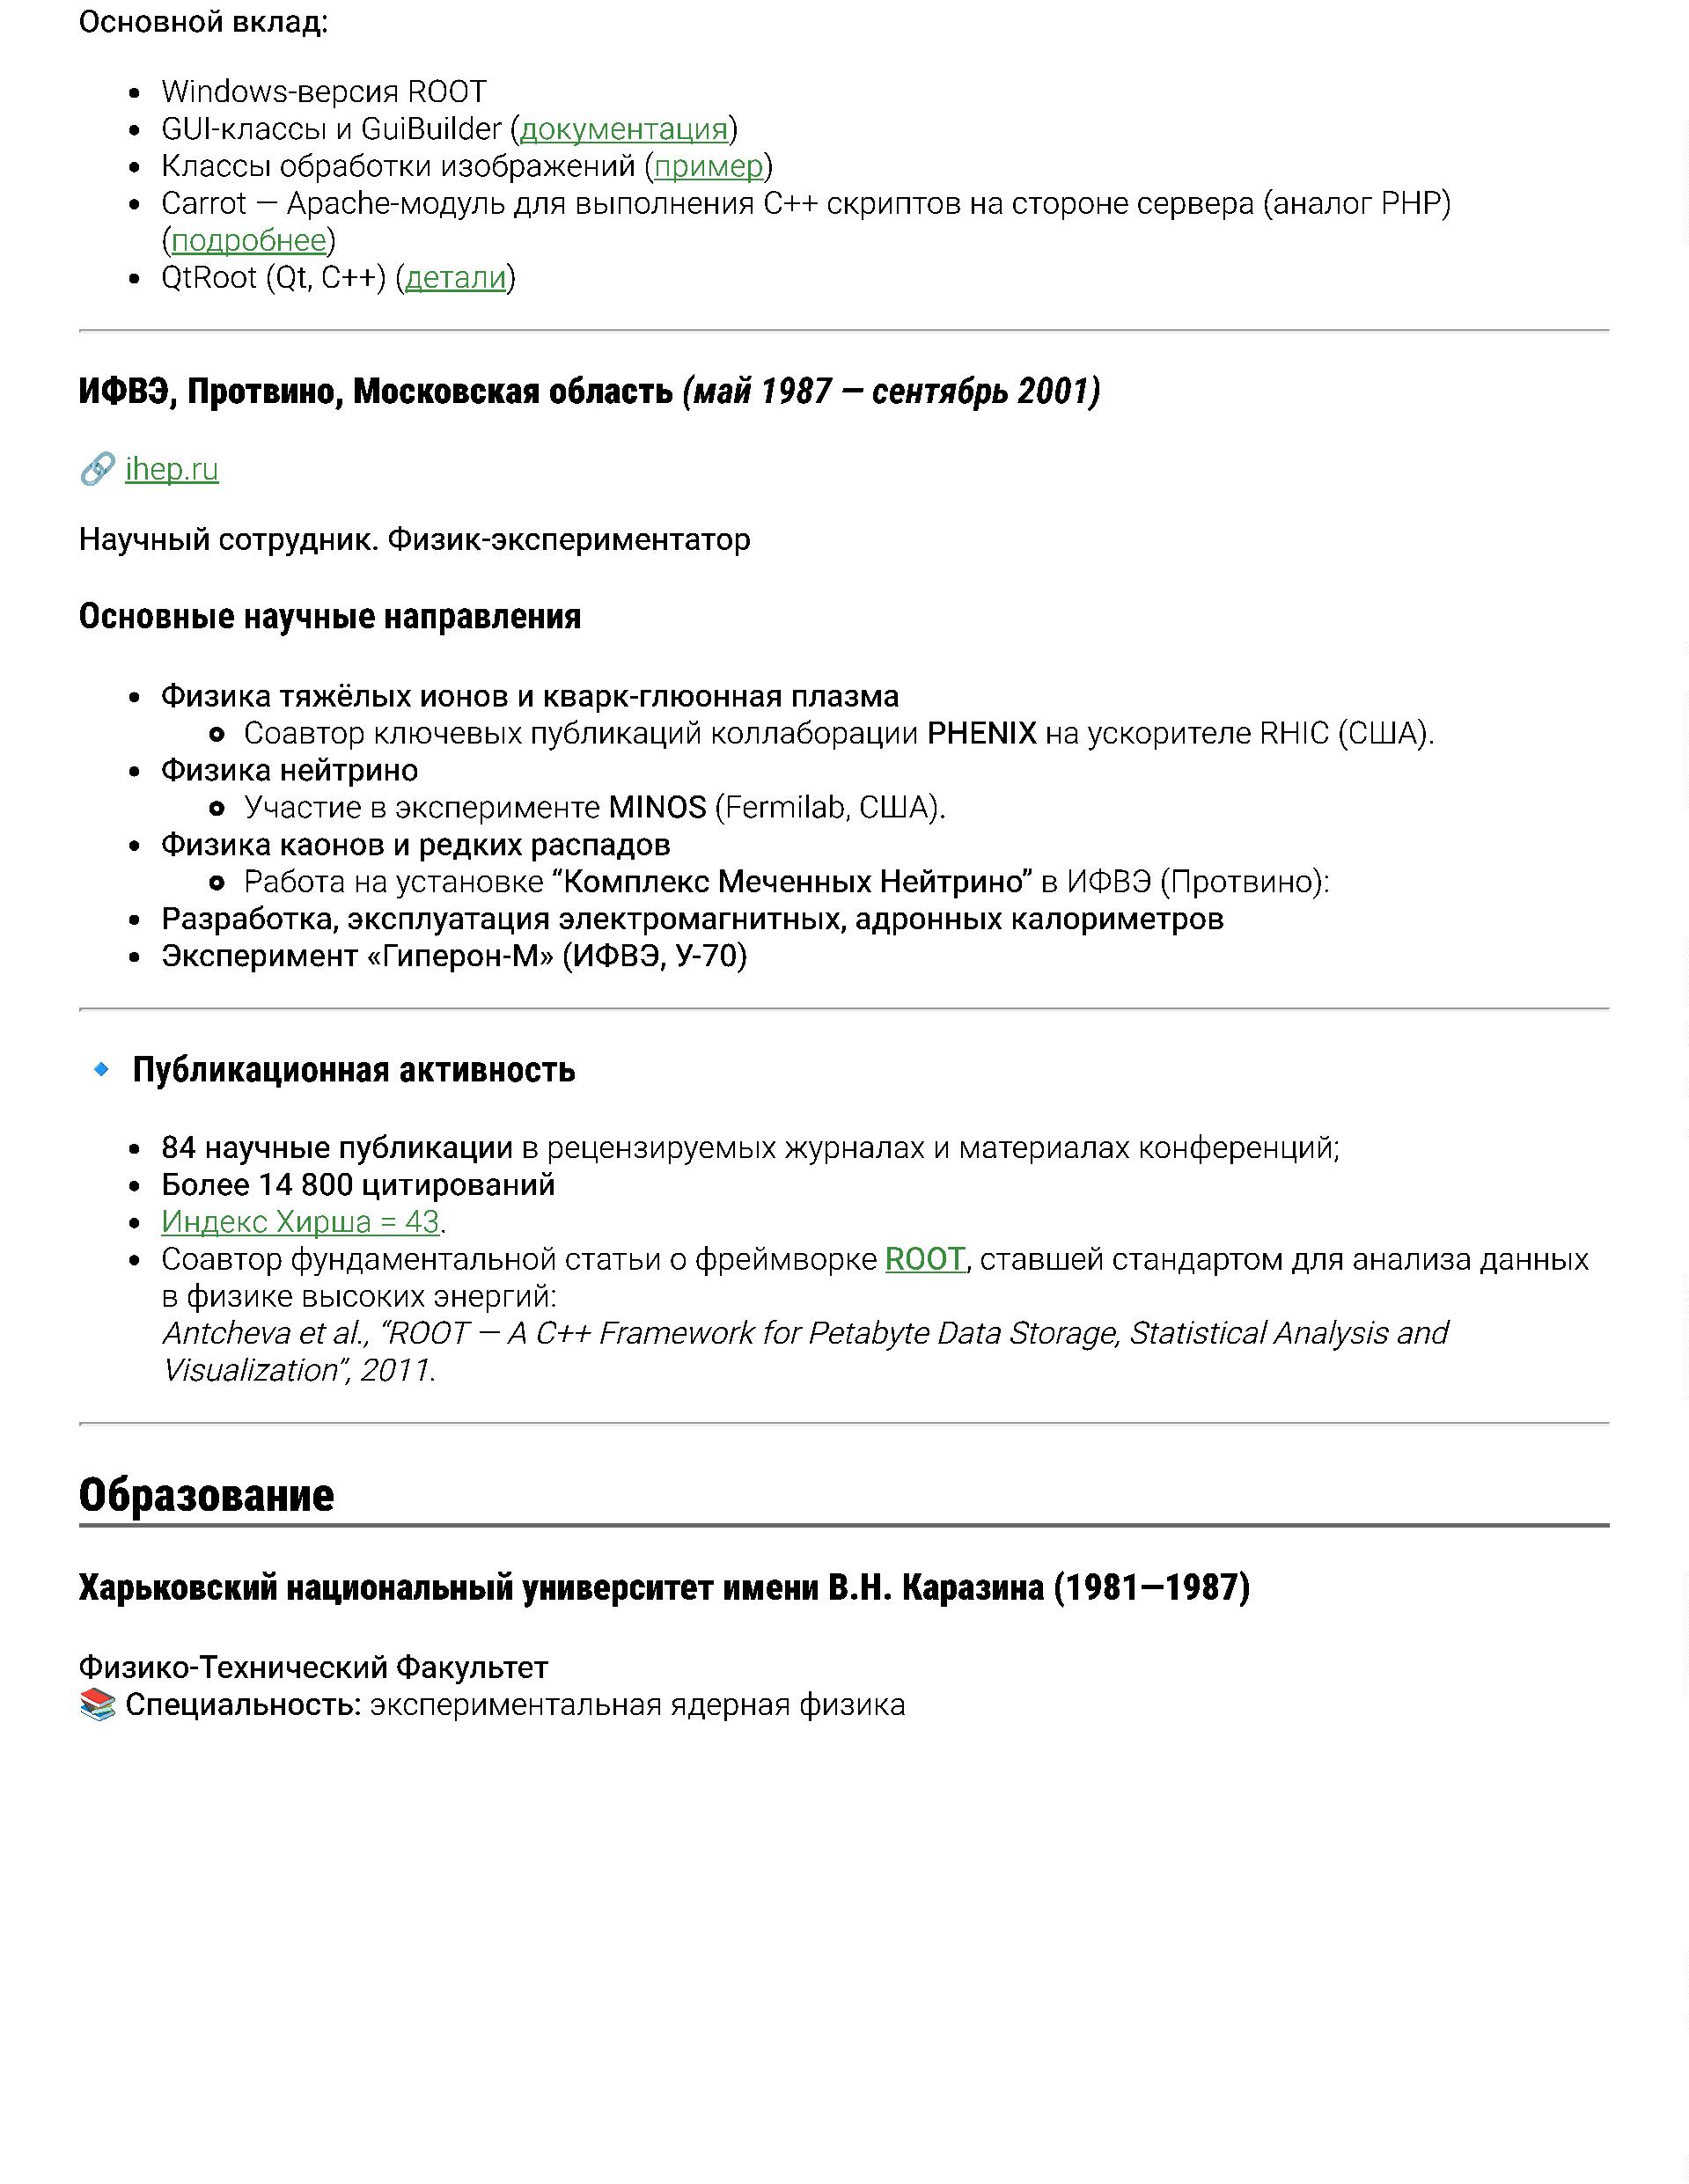 Основной вклад:
Windows-версия ROOT
GUI-классы и GuiBuilder (документация)
Классы обработки изображений (пример)
Carrot — Apache-модуль для выполнения C++ скриптов на стороне сервера (аналог PHP)
(подробнее)
QtRoot (Qt, C++) (детали)
ИФВЭ, Протвино, Московская область (май 1987 — сентябрь 2001)
🔗 ihep.ru
Научный сотрудник. Физик-экспериментатор
Основные научные направления
Физика тяжёлых ионов и кварк-глюонная плазма
Соавтор ключевых публикаций коллаборации PHENIX на ускорителе RHIC (США).
Физика нейтрино
Участие в эксперименте MINOS (Fermilab, США).
Физика каонов и редких распадов
Работа на установке “Комплекс Меченных Нейтрино” в ИФВЭ (Протвино):
Разработка, эксплуатация электромагнитных, адронных калориметров
Эксперимент «Гиперон-М» (ИФВЭ, У-70)
🔹 Публикационная активность
84 научные публикации в рецензируемых журналах и материалах конференций;
Более 14 800 цитирований
Индекс Хирша = 43.
Соавтор фундаментальной статьи о фреймворке ROOT, ставшей стандартом для анализа данных
в физике высоких энергий:
Antcheva et al., “ROOT — A C++ Framework for Petabyte Data Storage, Statistical Analysis and
Visualization”, 2011.
Образование
Харьковский национальный университет имени В.Н. Каразина (1981—1987)
Физико-Технический Факультет
📚 Специальность: экспериментальная ядерная физика